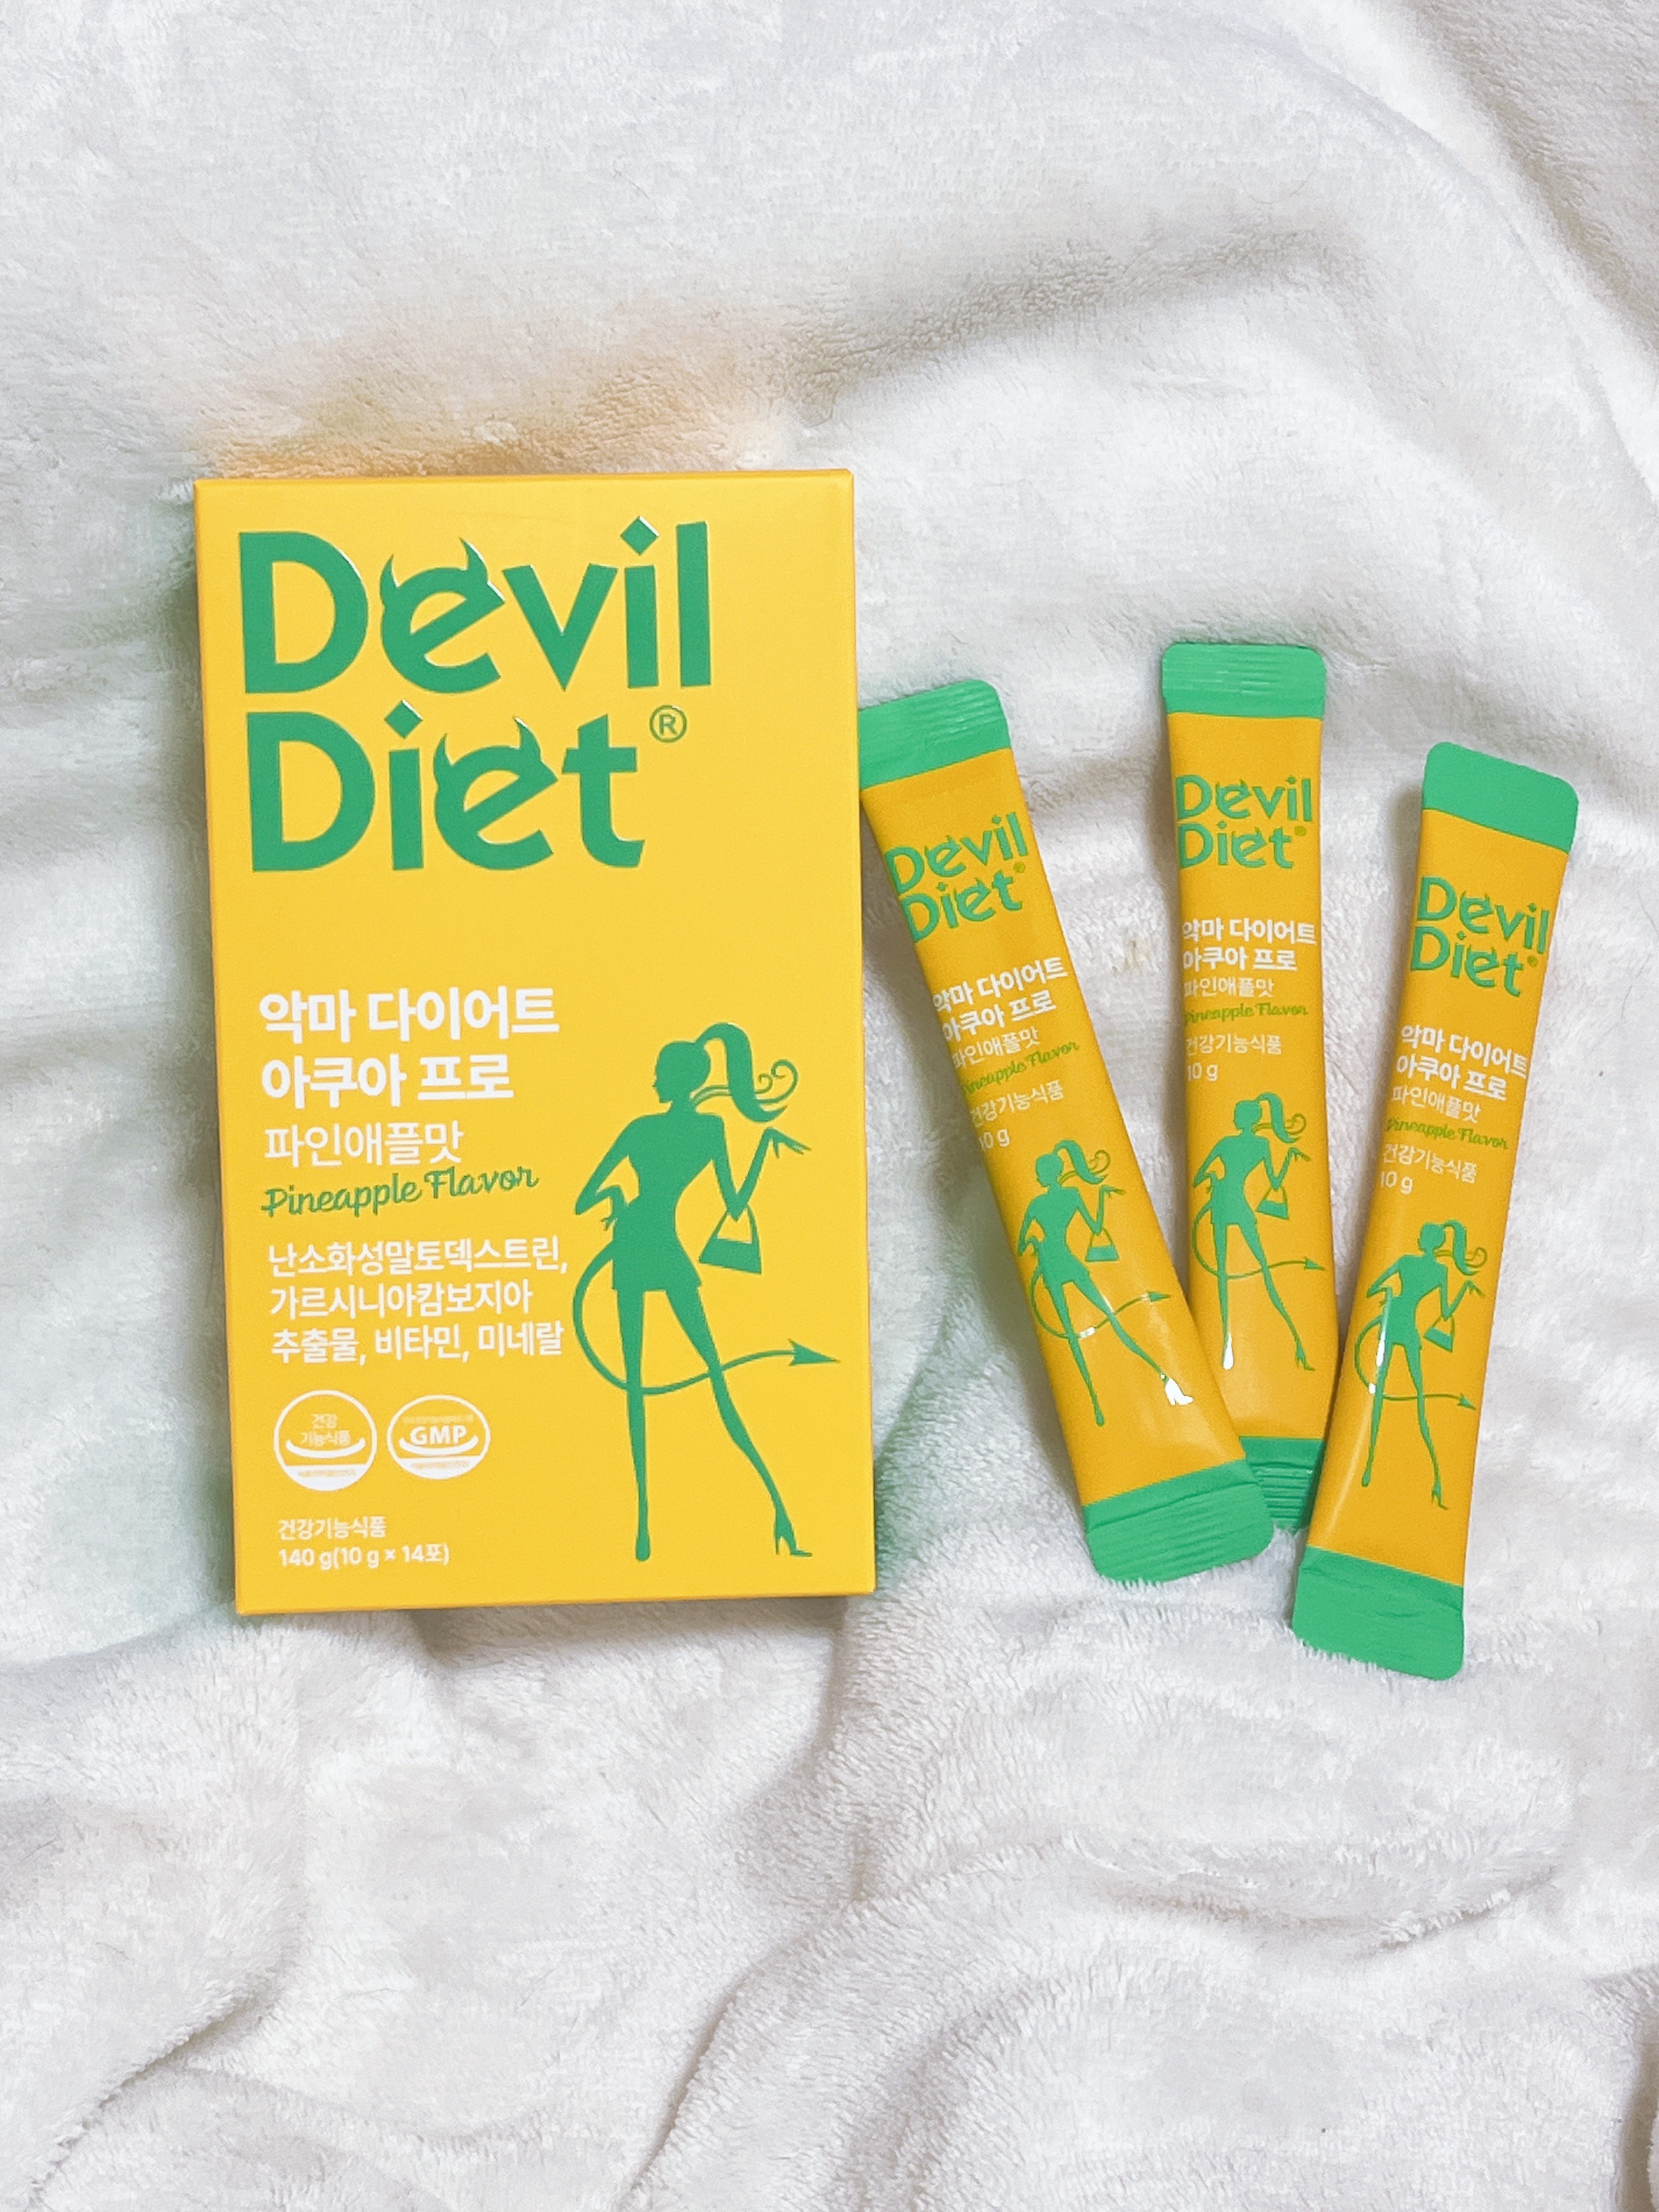 Devil
Diet®
악마 다이어트
아쿠아 프로
파인애플맛
Pineapple Flavor
난소화성말토덱스트린,
가르시니아캄보지아
추출물, 비타민, 미네랄
건강
기능식품
GMP
건강기능식품
140 g(10 g × 14포)
Devil
Diet®
악마 다이어트
아쿠아 프로
파인애플맛
Pineapple Flavor
건강기능식품
10 g
Devil
Diet®
악마 다이어트
아쿠아 프로
파인애플맛
Pineapple Flavor
건강기능식품
10 g
Devil
Diet®
악마 다이어트
아쿠아 프로
파인애플맛
Pineapple Flavor
건강기능식품
10 g